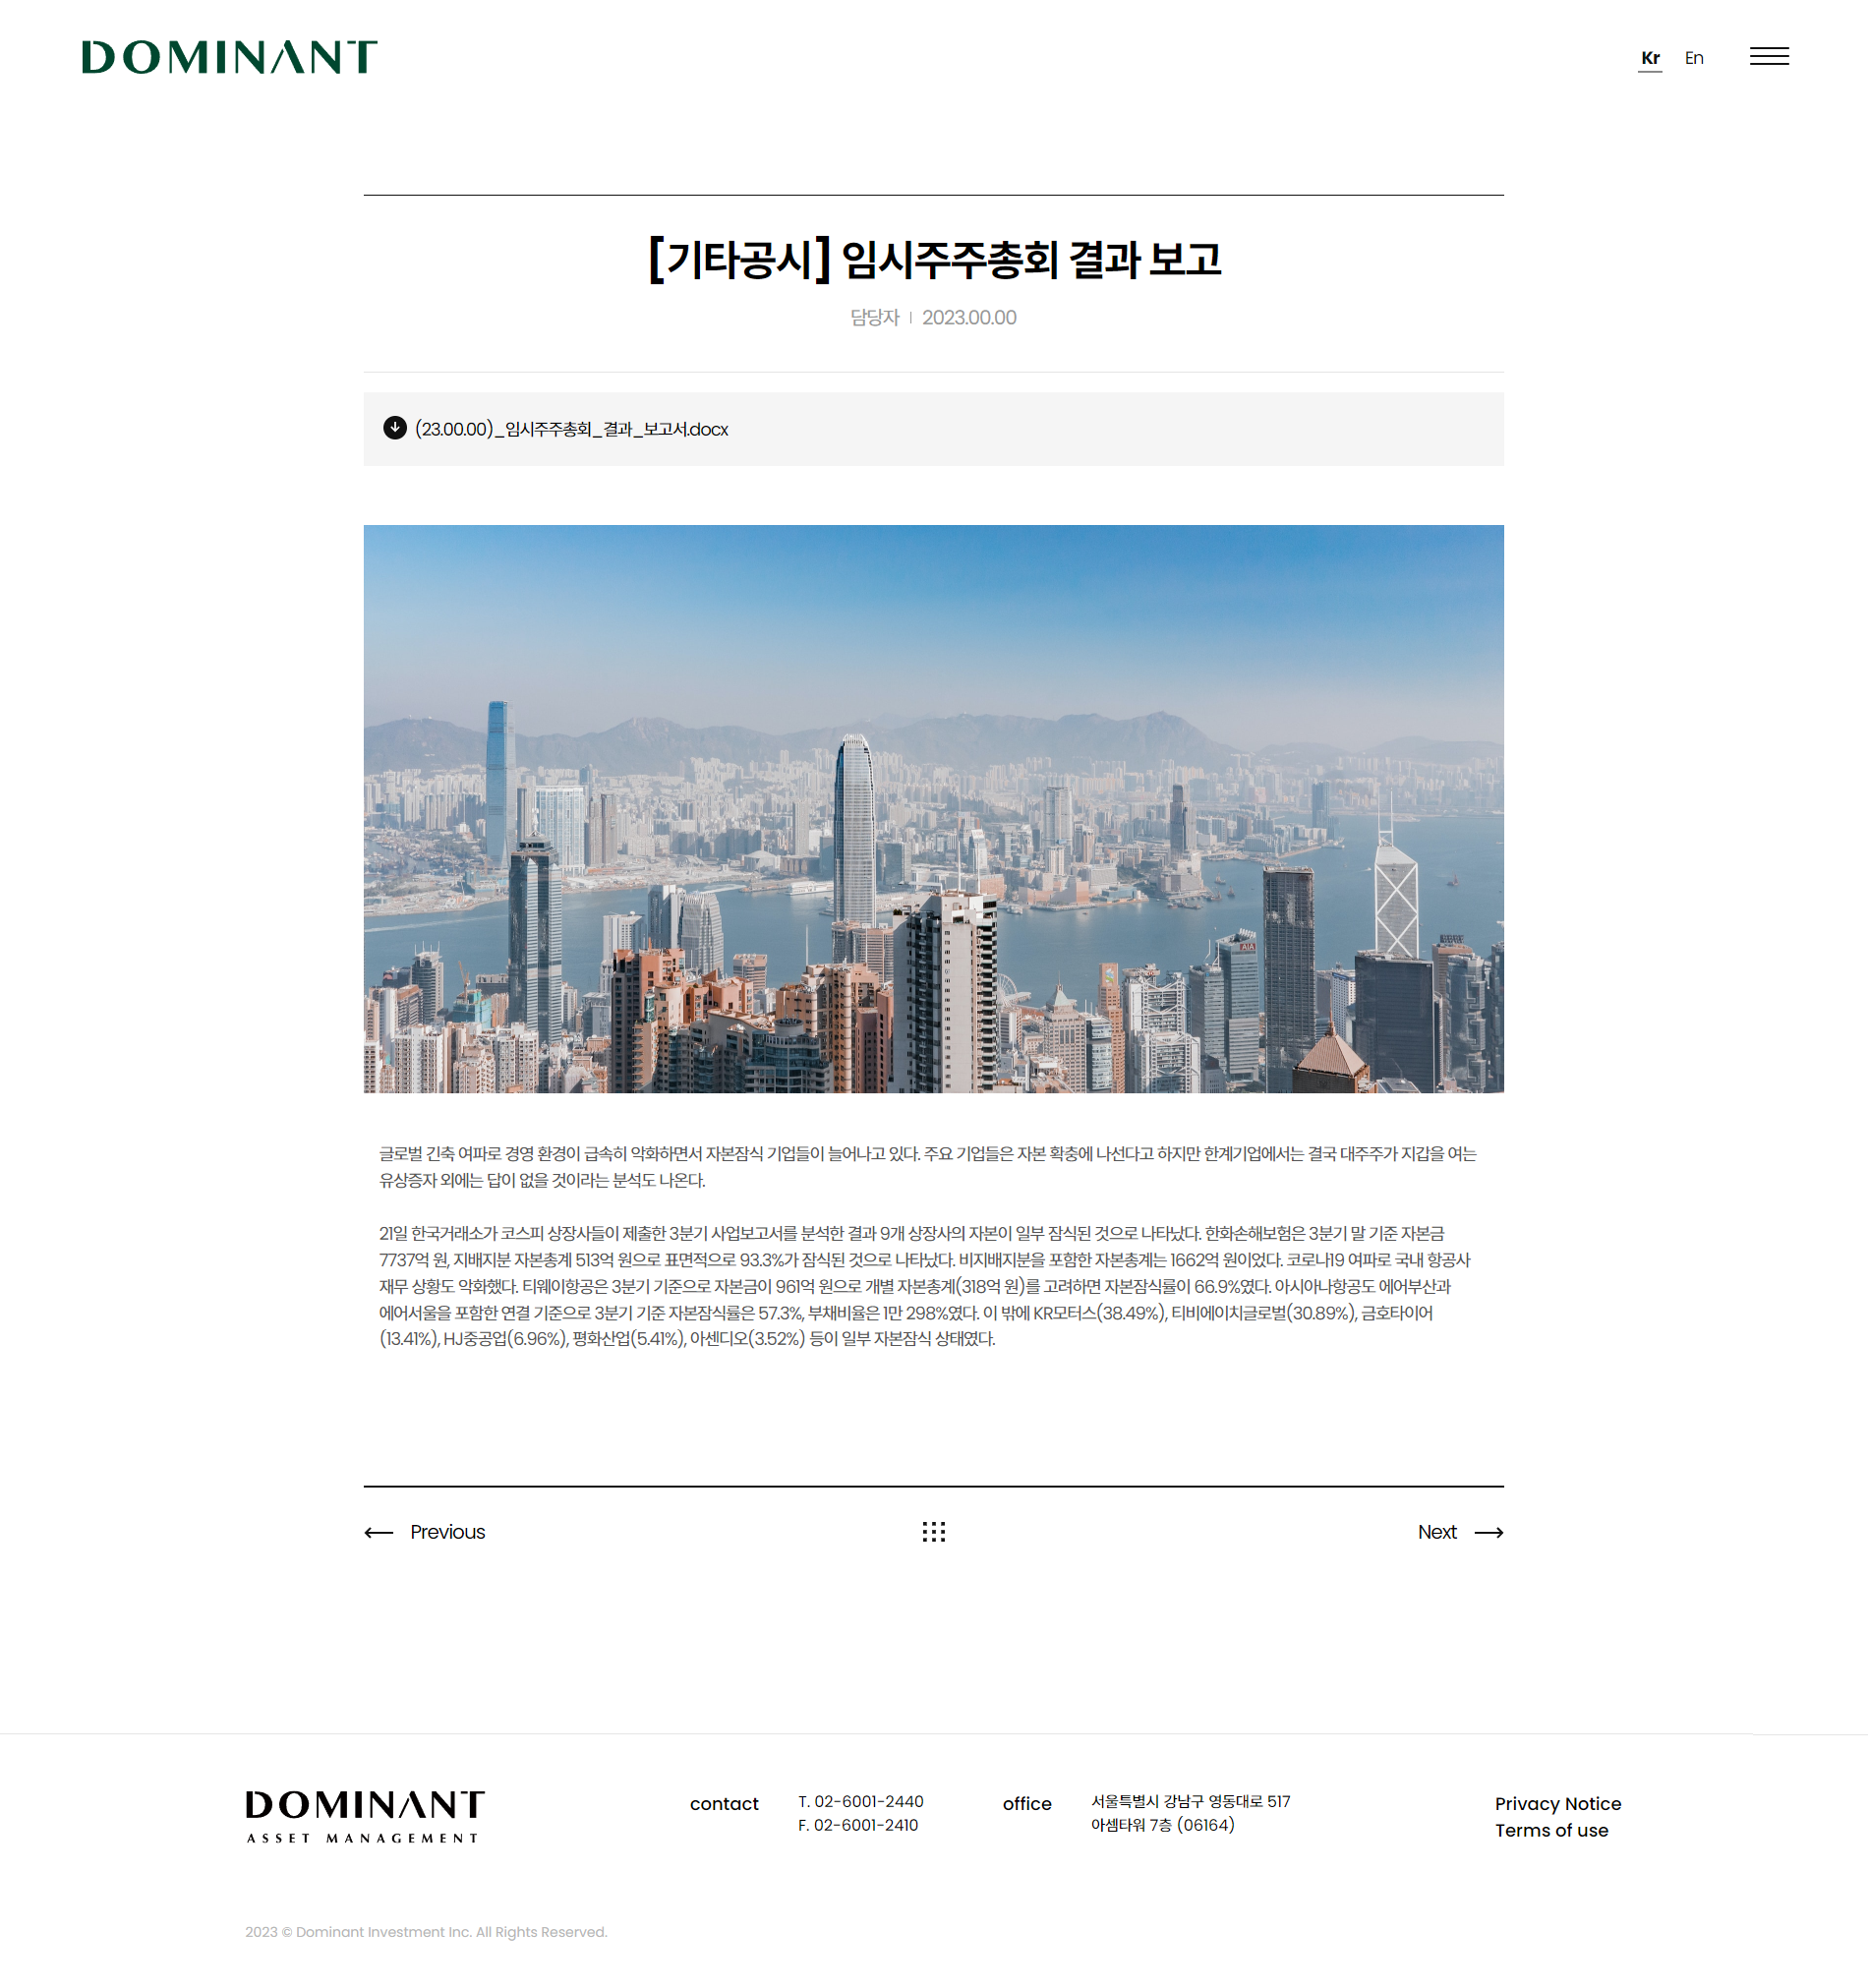 DOMINANT
Kr En
[기타공시] 임시주주총회 결과 보고
담당자 | 2023.00.00
(23.00.00)_임시주주총회_결과_보고서.docx
AIA
글로벌 긴축 여파로 경영 환경이 급속히 악화하면서 자본잠식 기업들이 늘어나고 있다. 주요 기업들은 자본 확충에 나선다고 하지만 한계기업에서는 결국 대주주가 지갑을 여는
유상증자 외에는 답이 없을 것이라는 분석도 나온다.
21일 한국거래소가 코스피 상장사들이 제출한 3분기 사업보고서를 분석한 결과 9개 상장사의 자본이 일부 잠식된 것으로 나타났다. 한화손해보험은 3분기 말 기준 자본금
7737억 원, 지배지분 자본총계 513억 원으로 표면적으로 93.3%가 잠식된 것으로 나타났다. 비지배지분을 포함한 자본총계는 1662억 원이었다. 코로나19 여파로 국내 항공사
재무 상황도 악화했다. 티웨이항공은 3분기 기준으로 자본금이 961억 원으로 개별 자본총계(318억 원)를 고려하면 자본잠식률이 66.9%였다. 아시아나항공도 에어부산과
에어서울을 포함한 연결 기준으로 3분기 기준 자본잠식률은 57.3%, 부채비율은 1만 298%였다. 이 밖에 KR모터스(38.49%), 티비에이치글로벌(30.89%), 금호타이어
(13.41%), HJ중공업(6.96%), 평화산업(5.41%), 아센디오(3.52%) 등이 일부 자본잠식 상태였다.
Previous
Next
DOMINANT
ASSET MANAGEMENT
contact
T. 02-6001-2440
F. 02-6001-2410
office
서울특별시 강남구 영동대로 517
아셈타워 7층 (06164)
Privacy Notice
Terms of use
2023 © Dominant Investment Inc. All Rights Reserved.